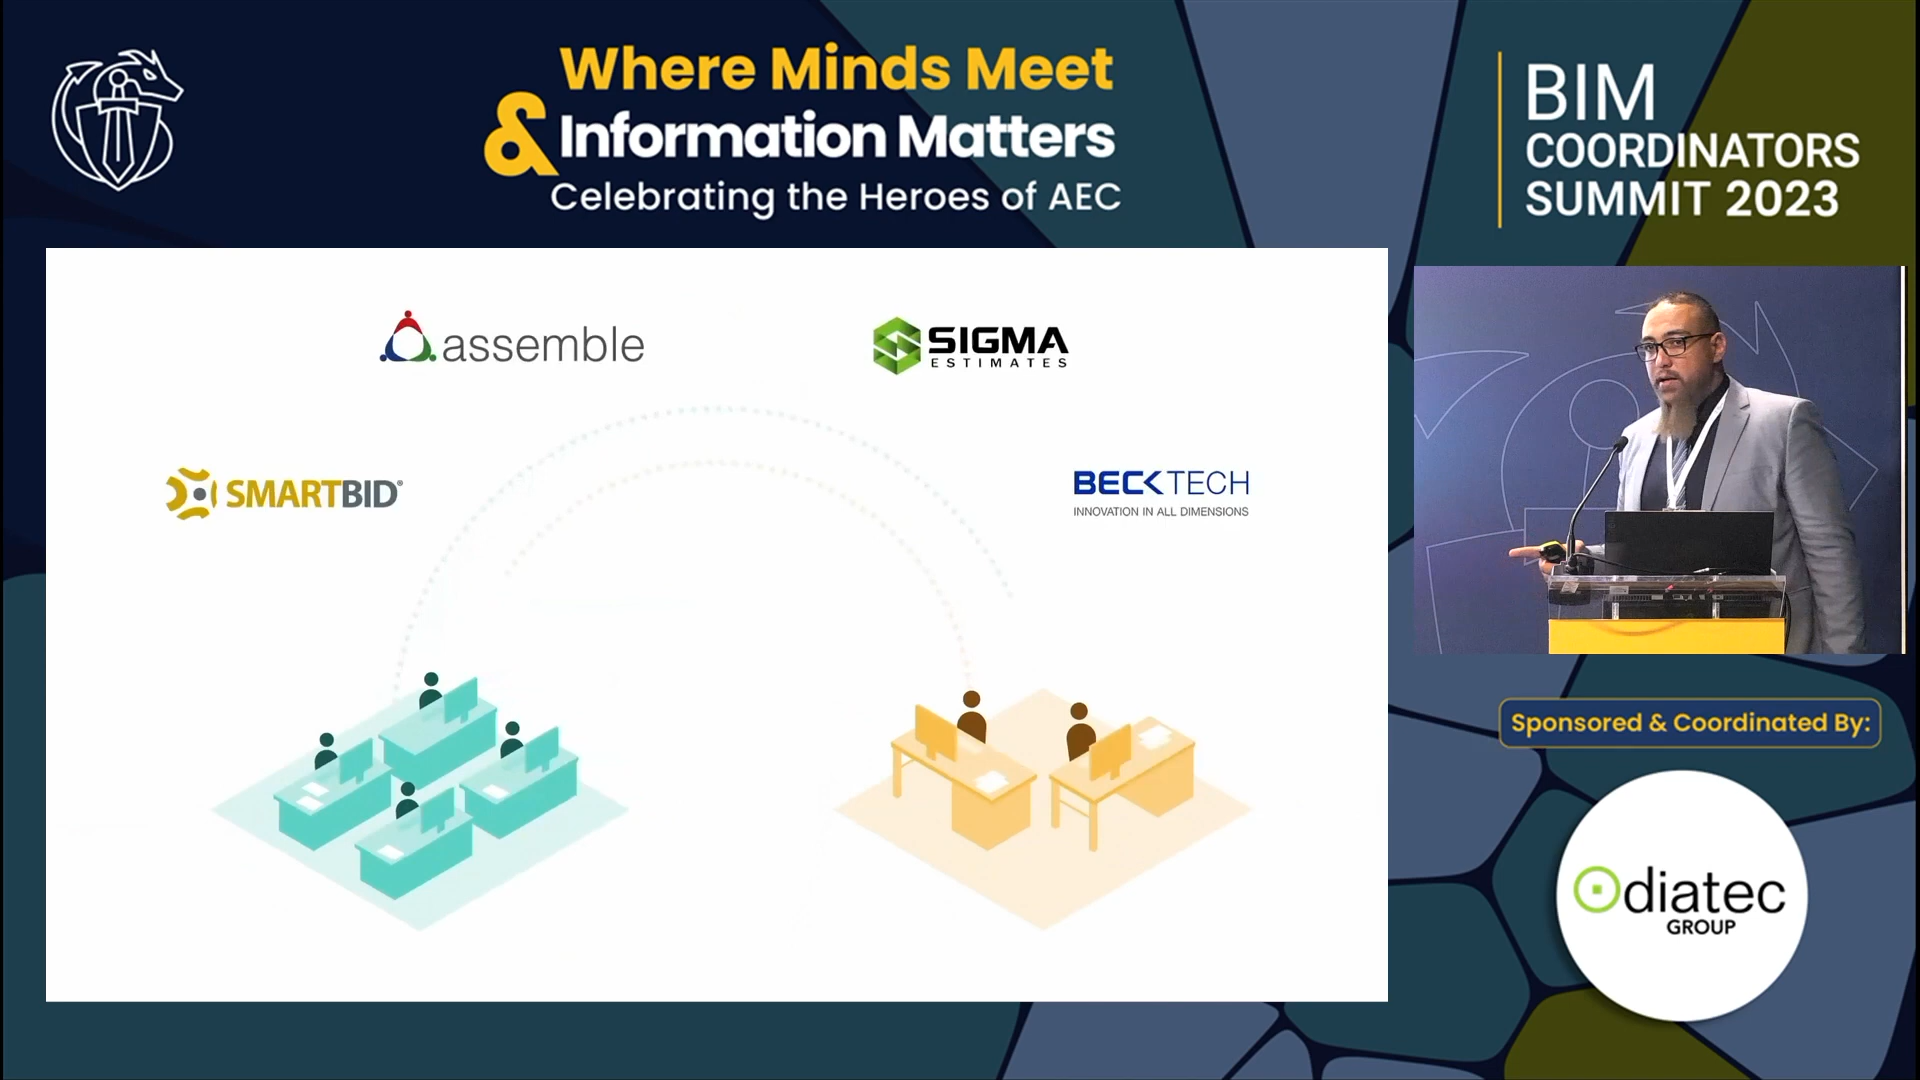 Where Minds Meet
& Information Matters
Celebrating the Heroes of AEC
BIM
COORDINATORS
SUMMIT 2023
assemble
SIGMA
ESTIMATES
SMARTBID®
BECKTECH
INNOVATION IN ALL DIMENSIONS
Sponsored & Coordinated By:
diatec
GROUP